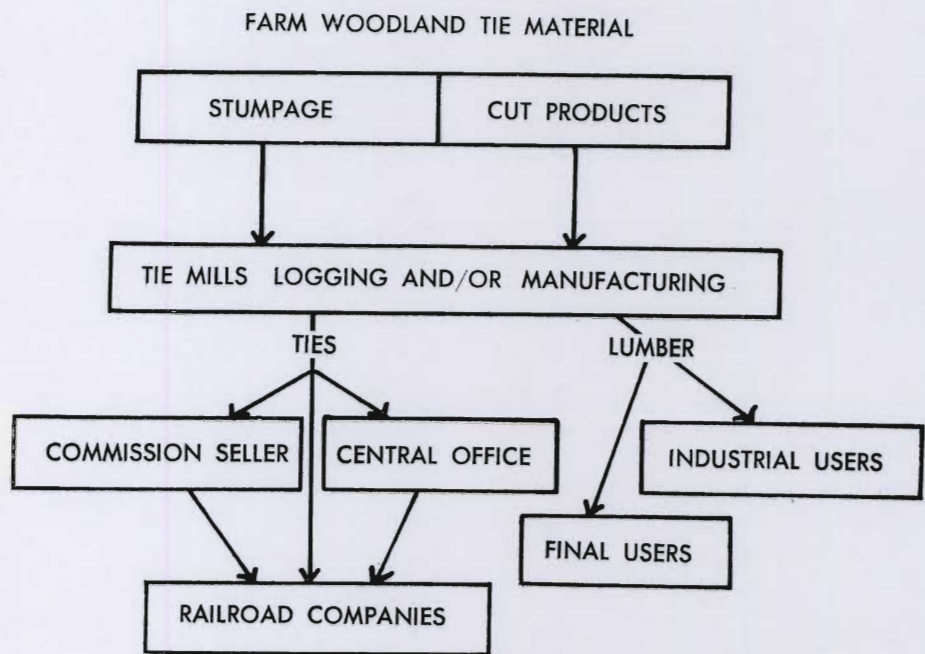 FARM WOODLAND TIE MATERIAL
STUMPAGE
CUT PRODUCTS
TIE MILLS LOGGING AND/OR MANUFACTURING
TIES
LUMBER
COMMISSION SELLER
CENTRAL OFFICE
INDUSTRIAL USERS
FINAL USERS
RAILROAD COMPANIES